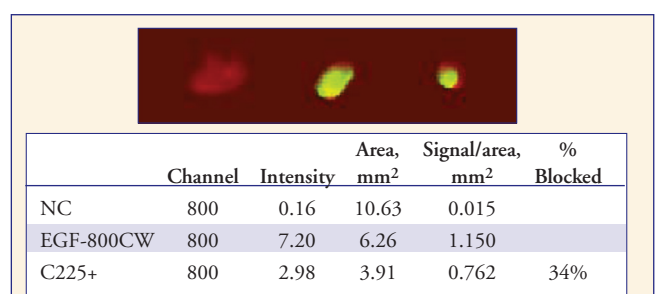 Area, Signal/area, %
Channel Intensity mm² mm² Blocked
NC 800 0.16 10.63 0.015
EGF-800CW 800 7.20 6.26 1.150
C225+ 800 2.98 3.91 0.762 34%